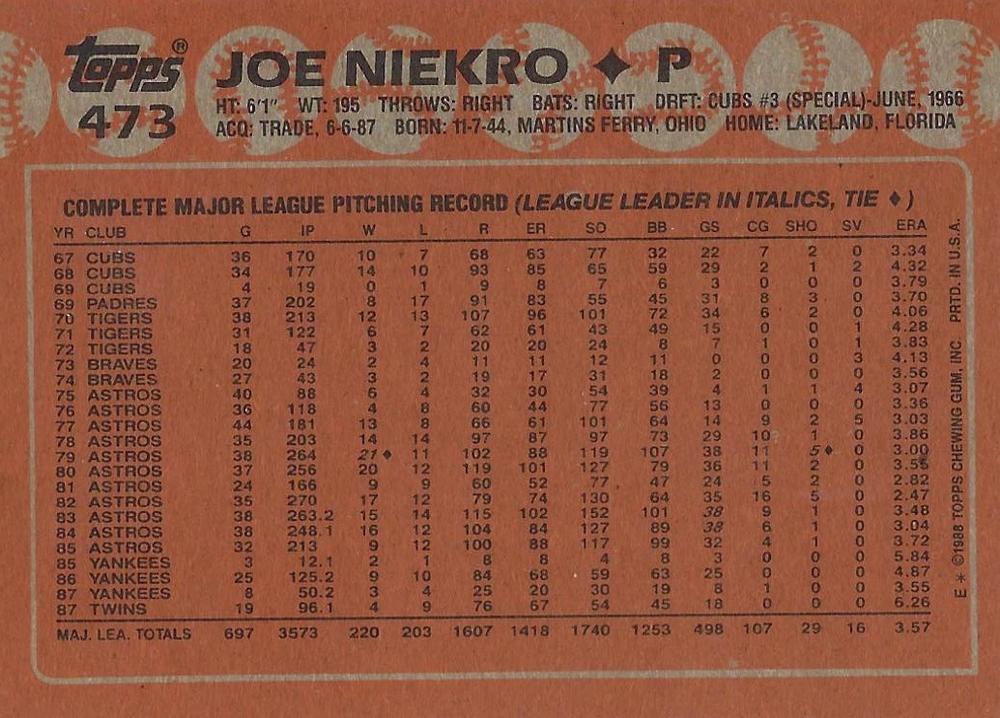 Topps® JOE NIEKRO ♦ P
473
HT: 6'1" WT: 195 THROWS: RIGHT BATS: RIGHT DRFT: CUBS #3 (SPECIAL)-JUNE, 1966
ACQ: TRADE, 6-6-87 BORN: 11-7-44, MARTINS FERRY, OHIO HOME: LAKELAND, FLORIDA
COMPLETE MAJOR LEAGUE PITCHING RECORD (LEAGUE LEADER IN ITALICS, TIE ♦)
YR CLUB G IP W L R ER SO BB GS CG SHO SV ERA
67 CUBS 36 170 10 7 68 63 77 32 22 7 2 0 3.34
68 CUBS 34 177 14 10 93 85 65 59 29 2 1 2 4.32
69 CUBS 4 19 0 1 9 8 7 6 3 0 0 0 3.79
69 PADRES 37 202 8 17 91 83 55 45 31 8 3 0 3.70
70 TIGERS 38 213 12 13 107 96 101 72 34 6 2 0 4.06
71 TIGERS 31 122 6 7 62 61 43 49 15 0 0 1 4.28
72 TIGERS 18 47 3 2 20 20 24 8 7 1 0 1 3.83
73 BRAVES 20 24 2 4 11 11 12 11 0 0 0 3 4.13
74 BRAVES 27 43 3 2 19 17 31 18 2 0 0 0 3.56
75 ASTROS 40 88 6 4 32 30 54 39 4 1 1 4 3.07
76 ASTROS 36 118 4 8 60 44 77 56 13 0 0 0 3.36
77 ASTROS 44 181 13 8 66 61 101 64 14 9 2 5 3.03
78 ASTROS 35 203 14 14 97 87 97 73 29 10 1 0 3.86
79 ASTROS 38 264 21♦ 11 102 88 119 107 38 11 5♦ 0 3.00
80 ASTROS 37 256 20 12 119 101 127 79 36 11 2 0 3.55
81 ASTROS 24 166 9 9 60 52 77 47 24 5 2 0 2.82
82 ASTROS 35 270 17 12 79 74 130 64 35 16 5 0 2.47
83 ASTROS 38 263.2 15 14 115 102 152 101 38 9 1 0 3.48
84 ASTROS 38 248.1 16 12 104 84 127 89 38 6 1 0 3.04
85 ASTROS 32 213 9 12 100 88 117 99 32 4 1 0 3.72
85 YANKEES 3 12.1 2 1 8 8 4 8 3 0 0 0 5.84
86 YANKEES 25 125.2 9 10 84 68 59 63 25 0 0 0 4.87
87 YANKEES 8 50.2 3 4 25 20 30 19 8 1 0 0 3.55
87 TWINS 19 96.1 4 9 76 67 54 45 18 0 0 0 6.26
MAJ. LEA. TOTALS 697 3573 220 203 1607 1418 1740 1253 498 107 29 16 3.57
E * ©1988 TOPPS CHEWING GUM, INC. PRTD. IN U.S.A.